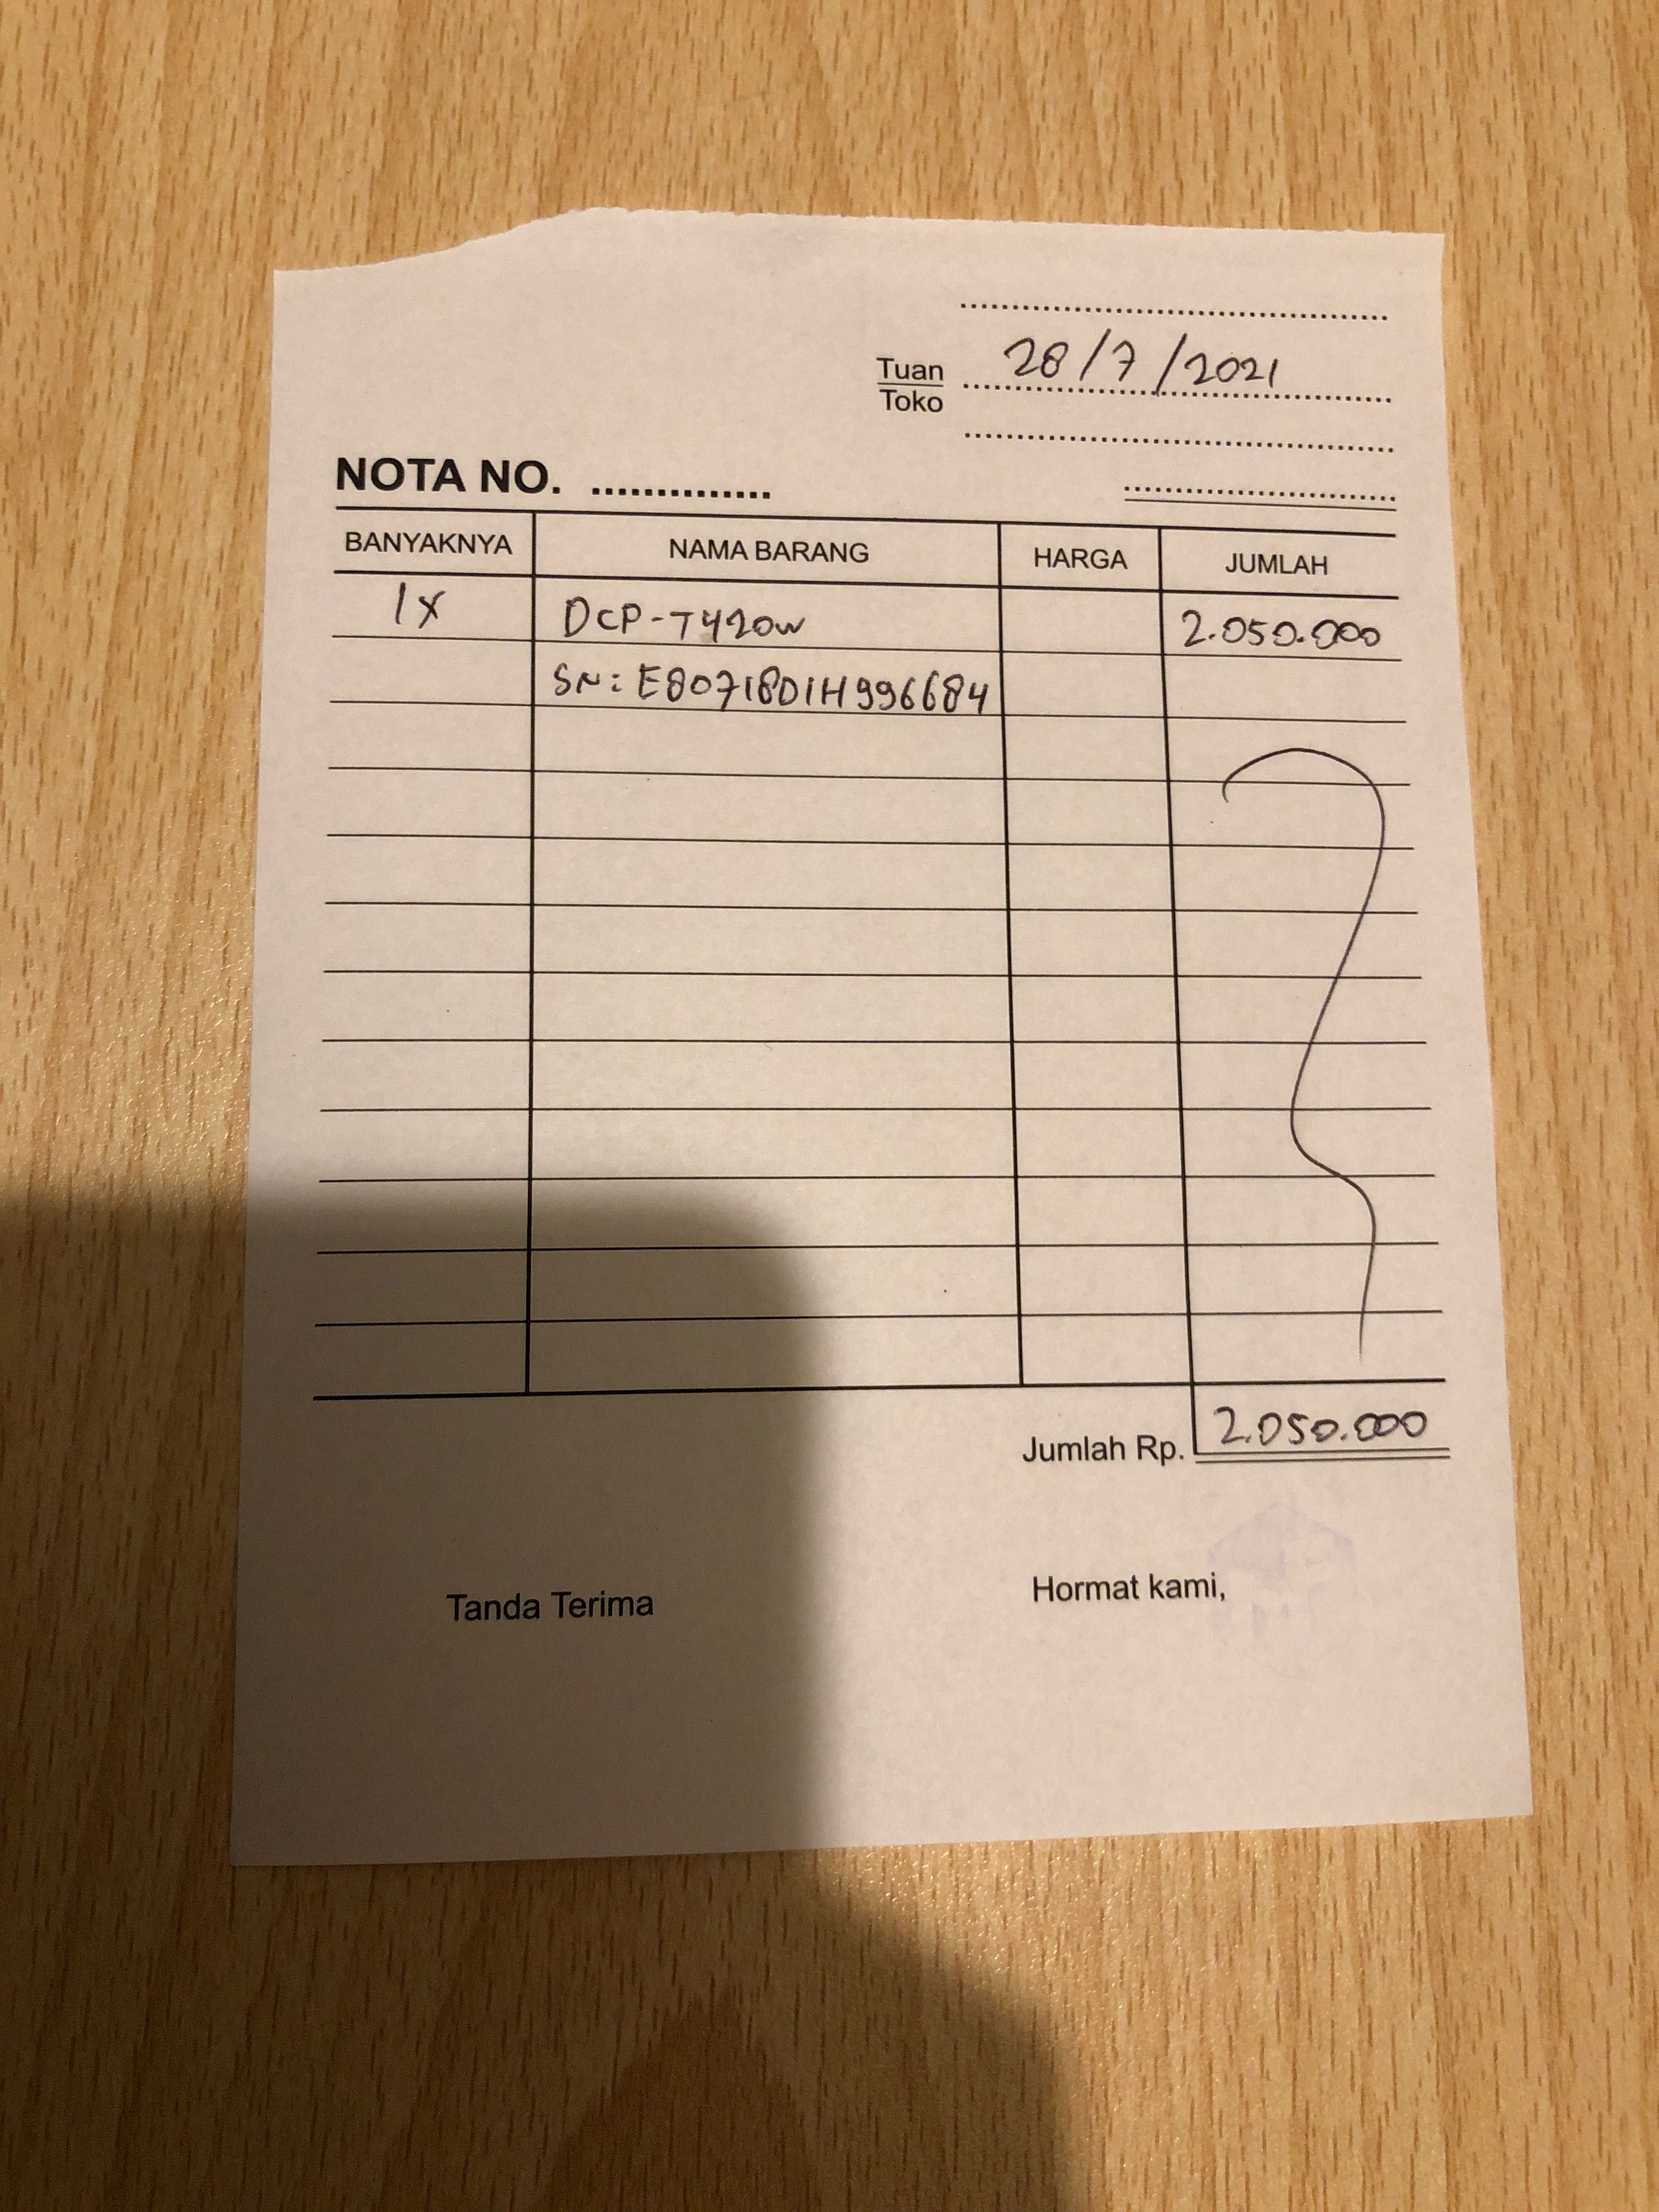 28/7/2021
Tuan
Toko
NOTA NO. ..............
BANYAKNYA NAMA BARANG HARGA JUMLAH
1x DCP-T420w 2.050.000
SN: E80718D1H996684
Jumlah Rp. 2.050.000
Tanda Terima Hormat kami,